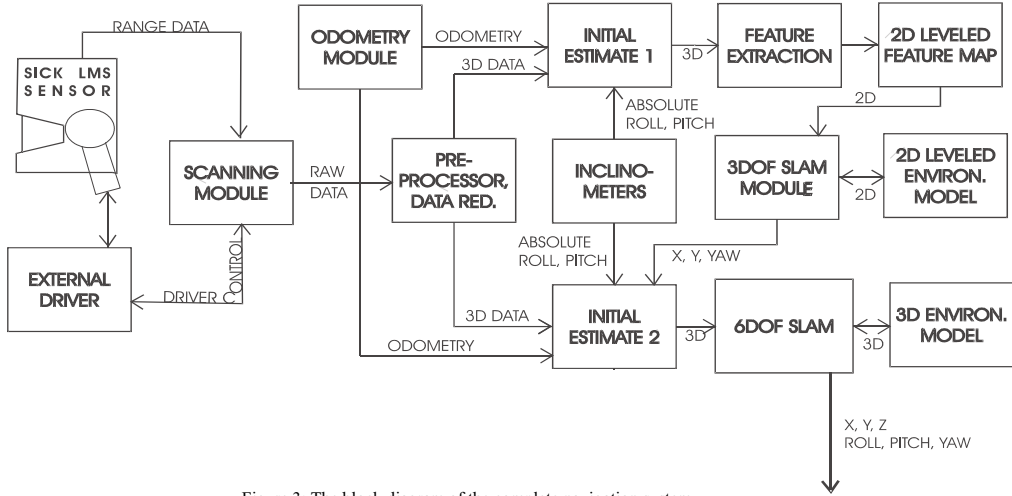 RANGE DATA
SICK LMS
SENSOR
ODOMETRY
MODULE
ODOMETRY
3D DATA
INITIAL
ESTIMATE 1
3D
FEATURE
EXTRACTION
2D LEVELED
FEATURE MAP
2D
ABSOLUTE
ROLL, PITCH
SCANNING
MODULE
RAW
DATA
PRE-
PROCESSOR,
DATA RED.
INCLINO-
METERS
3DOF SLAM
MODULE
2D
2D LEVELED
ENVIRON.
MODEL
ABSOLUTE
ROLL, PITCH
X, Y, YAW
EXTERNAL
DRIVER
DRIVER CONTROL
3D DATA
ODOMETRY
INITIAL
ESTIMATE 2
3D
6DOF SLAM
3D
3D ENVIRON.
MODEL
X, Y, Z
ROLL, PITCH, YAW